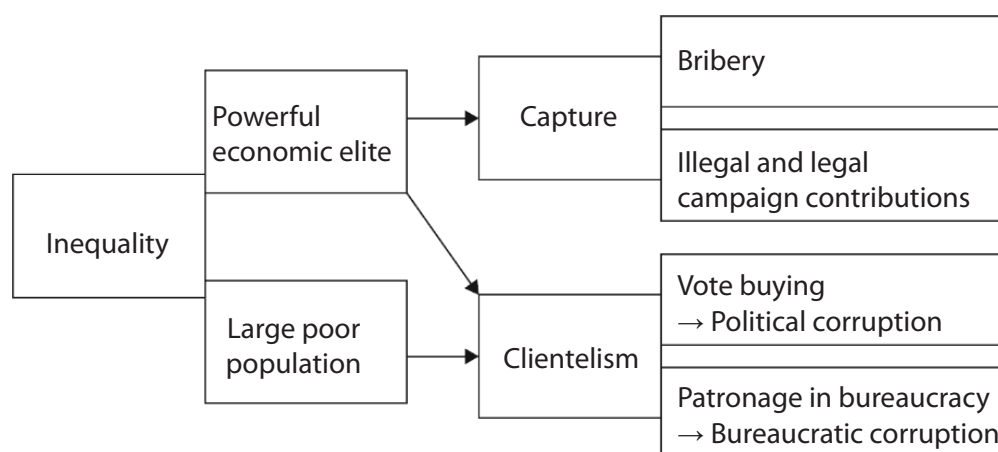 Inequality
Powerful
economic elite
Large poor
population
Capture
Clientelism
Bribery
Illegal and legal
campaign contributions
Vote buying
→ Political corruption
Patronage in bureaucracy
→ Bureaucratic corruption